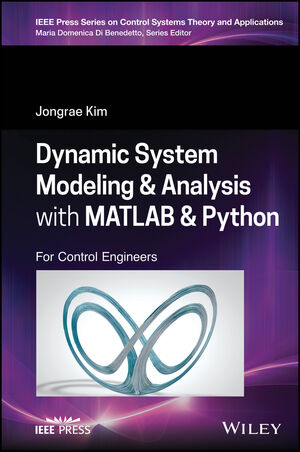 IEEE Press Series on Control Systems Theory and Applications
Maria Domenica Di Benedetto, Series Editor
Jongrae Kim
Dynamic System
Modeling & Analysis
with MATLAB & Python
For Control Engineers
IEEE PRESS
WILEY